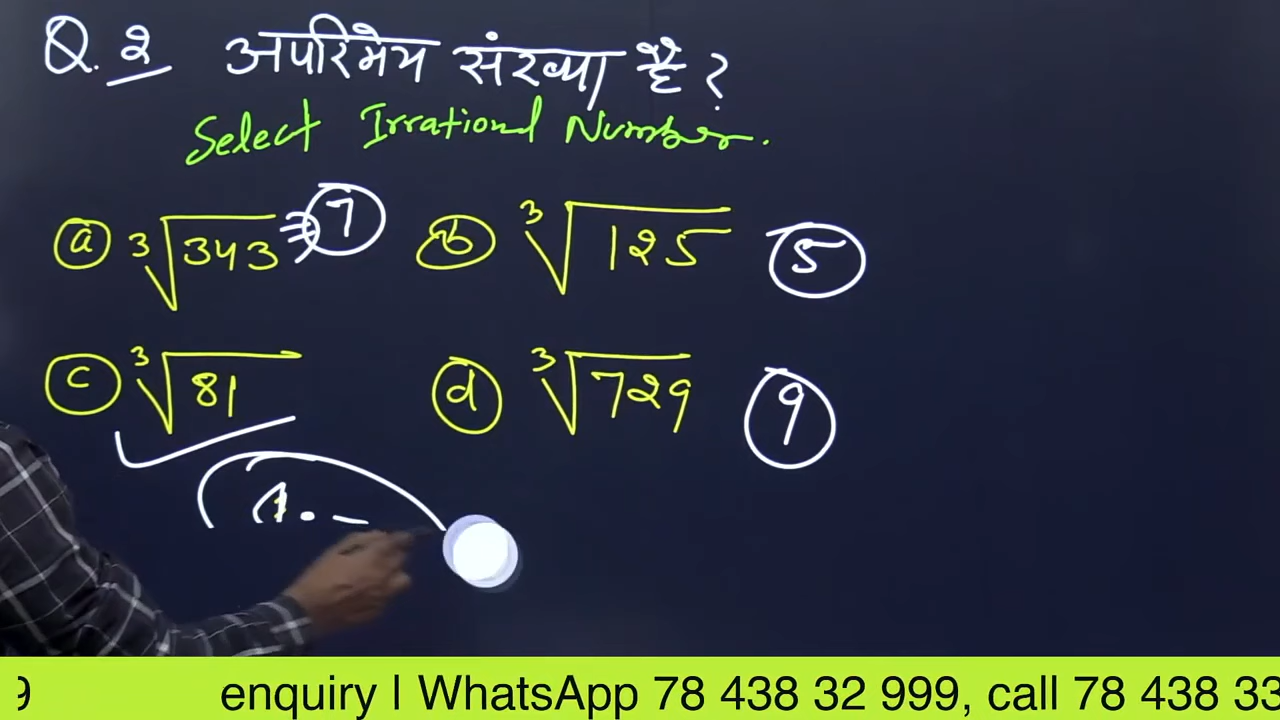 Q. 2 अपरिमेय संख्या है ?
Select Irrational Number.
a ∛343 7 b ∛125 5
c ∛81 d ∛729 9
9 enquiry I WhatsApp 78 438 32 999, call 78 438 33